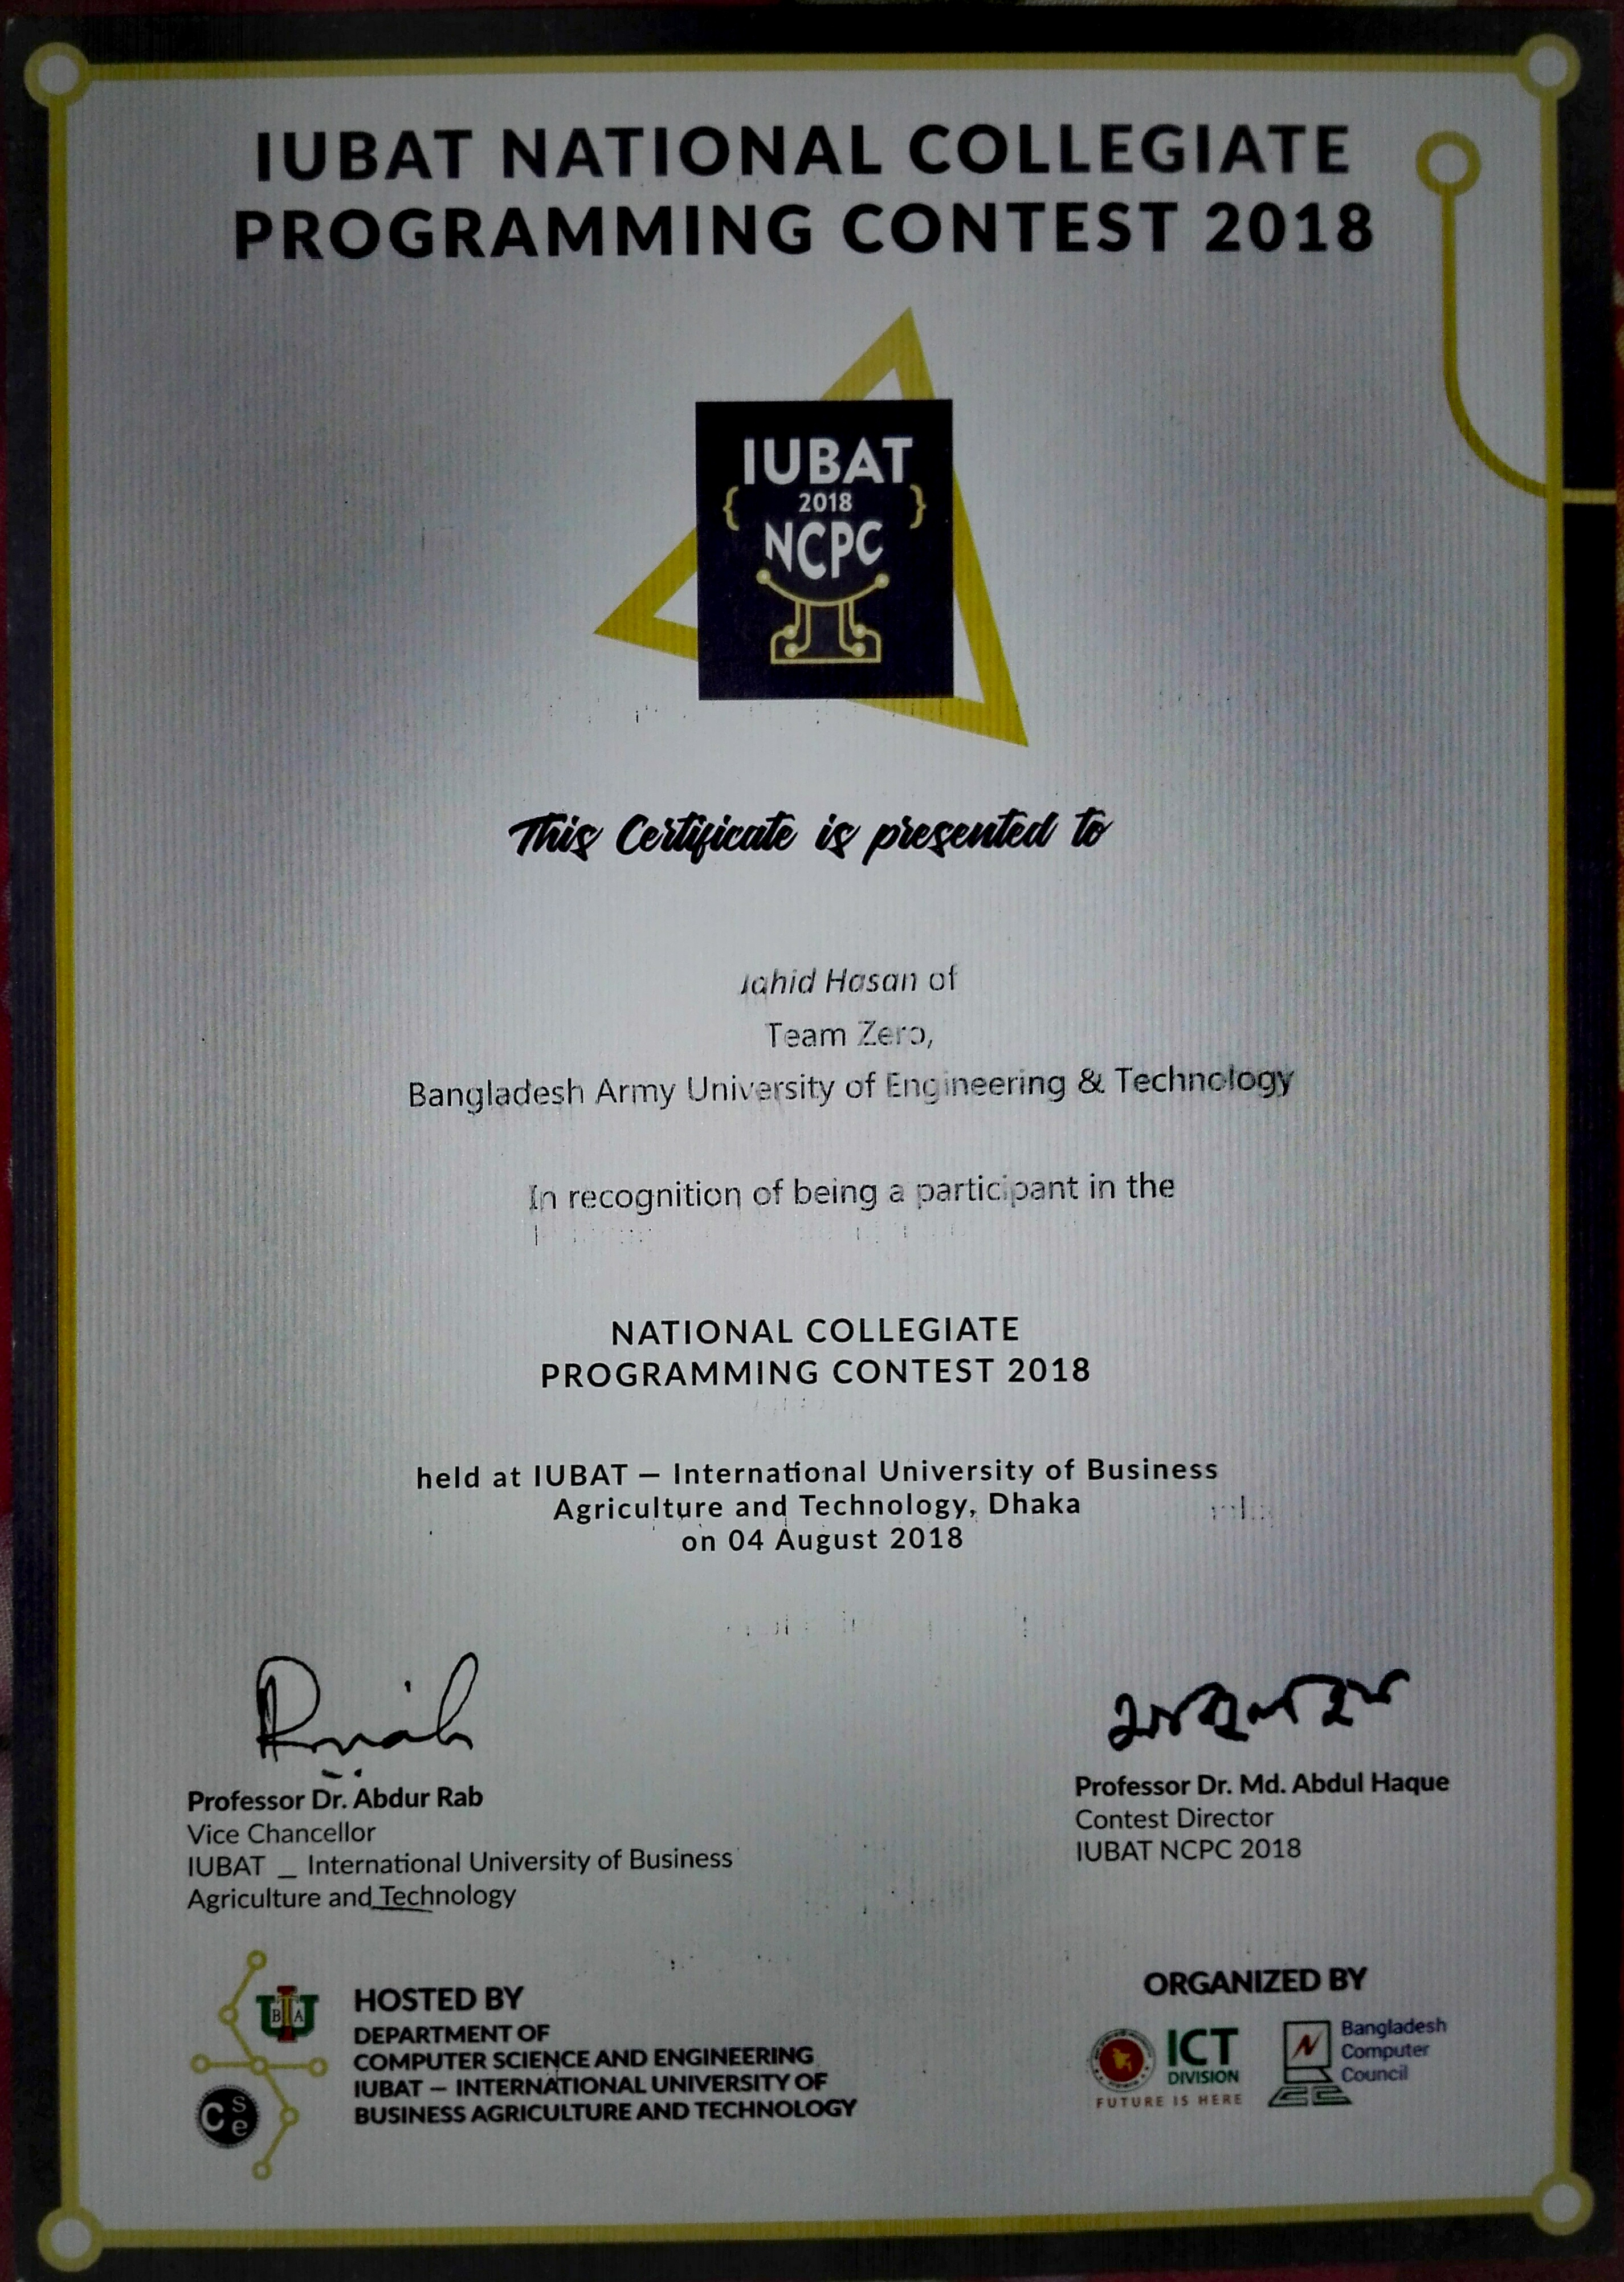 IUBAT NATIONAL COLLEGIATE
PROGRAMMING CONTEST 2018
IUBAT
{ 2018 }
NCPC
This Certificate is presented to
Jahid Hasan of
Team Zero,
Bangladesh Army University of Engineering & Technology
In recognition of being a participant in the
NATIONAL COLLEGIATE
PROGRAMMING CONTEST 2018
held at IUBAT – International University of Business
Agriculture and Technology, Dhaka
on 04 August 2018
Professor Dr. Abdur Rab
Vice Chancellor
IUBAT _ International University of Business
Agriculture and Technology
Professor Dr. Md. Abdul Haque
Contest Director
IUBAT NCPC 2018
HOSTED BY
DEPARTMENT OF
COMPUTER SCIENCE AND ENGINEERING
IUBAT – INTERNATIONAL UNIVERSITY OF
BUSINESS AGRICULTURE AND TECHNOLOGY
Cse
ORGANIZED BY
ICT
DIVISION
FUTURE IS HERE
Bangladesh
Computer
Council